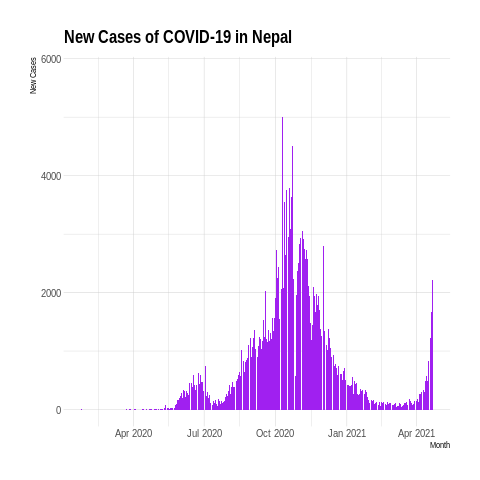 New Cases of COVID-19 in Nepal
New Cases
6000
4000
2000
0
Apr 2020 Jul 2020 Oct 2020 Jan 2021 Apr 2021
Month